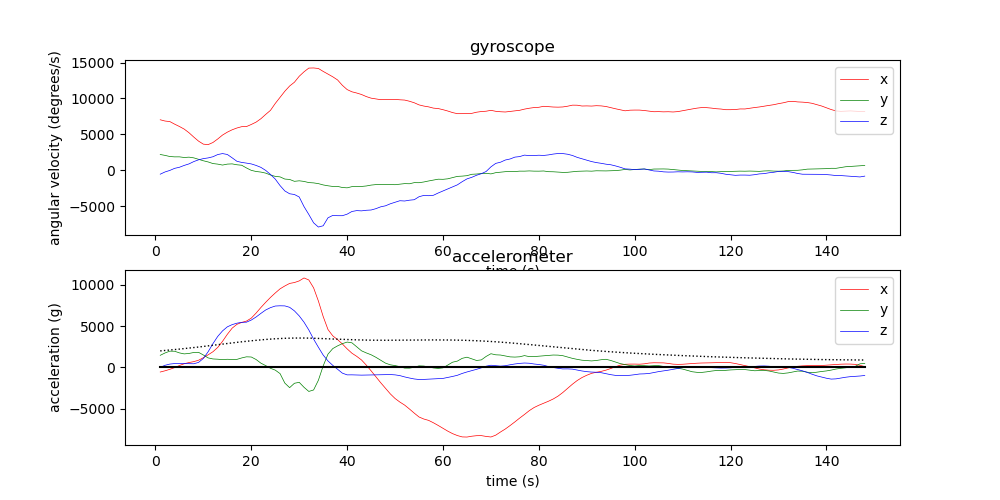 gyroscope
angular velocity (degrees/s)
15000
10000
5000
0
−5000
x
y
z
0 20 40 60 80 100 120 140
time (s)
accelerometer
acceleration (g)
10000
5000
0
−5000
x
y
z
0 20 40 60 80 100 120 140
time (s)